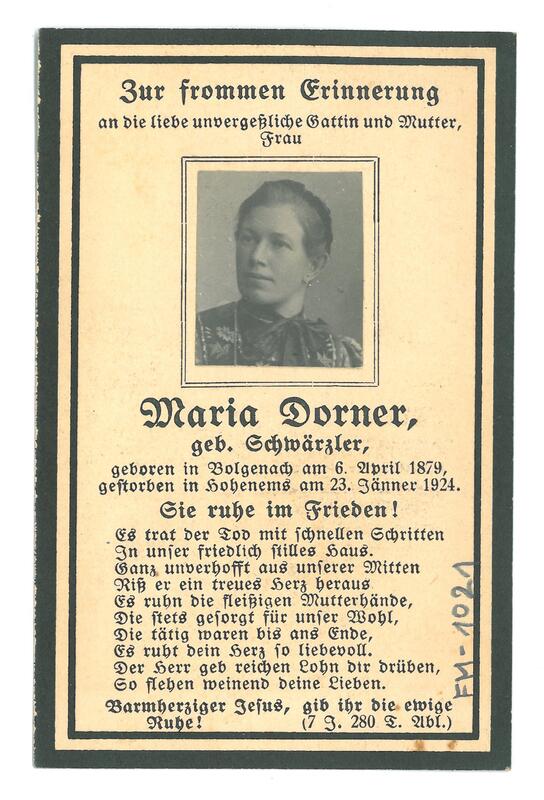 Zur frommen Erinnerung
an die liebe unvergeßliche Gattin und Mutter,
Frau
Maria Dorner,
geb. Schwärzler,
geboren in Bolgenach am 6. April 1879,
gestorben in Hohenems am 23. Jänner 1924.
Sie ruhe im Frieden!
Es trat der Tod mit schnellen Schritten
In unser friedlich stilles Haus.
Ganz unverhofft aus unserer Mitten
Riß er ein treues Herz heraus
Es ruhn die fleißigen Mutterhände,
Die stets gesorgt für unser Wohl,
Die tätig waren bis ans Ende,
Es ruht dein Herz so liebevoll.
Der Herr geb reichen Lohn dir drüben,
So flehen weinend deine Lieben.
Barmherziger Jesus, gib ihr die ewige
Ruhe! (7 J. 280 T. Abl.)
FM-1021